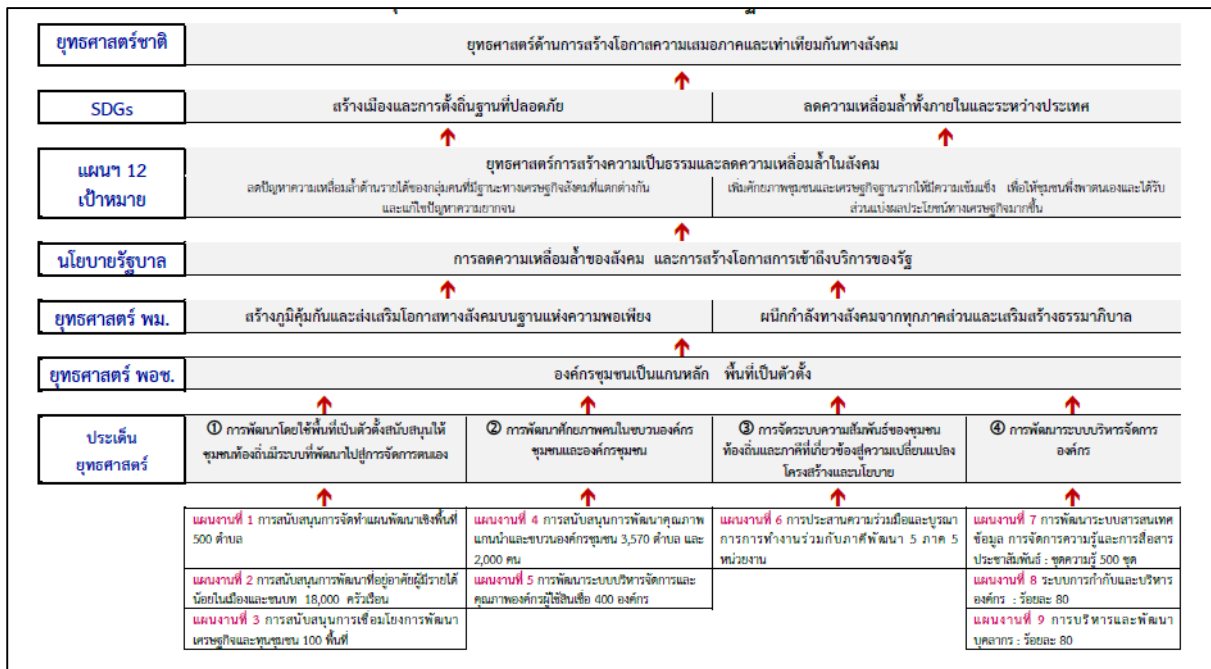 ยุทธศาสตร์ชาติ
ยุทธศาสตร์ด้านการสร้างโอกาสความเสมอภาคและเท่าเทียมกันทางสังคม
SDGs
สร้างเมืองและการตั้งถิ่นฐานที่ปลอดภัย
ลดความเหลื่อมล้ำทั้งภายในและระหว่างประเทศ
แผนฯ 12
เป้าหมาย
ยุทธศาสตร์การสร้างความเป็นธรรมและลดความเหลื่อมล้ำในสังคม
ลดปัญหาความเหลื่อมล้ำด้านรายได้ของกลุ่มคนที่มีฐานะทางเศรษฐกิจสังคมที่แตกต่างกัน
และแก้ไขปัญหาความยากจน
เพิ่มศักยภาพชุมชนและเศรษฐกิจฐานรากให้มีความเข้มแข็ง เพื่อให้ชุมชนพึ่งพาตนเองและได้รับ
ส่วนแบ่งผลประโยชน์ทางเศรษฐกิจมากขึ้น
นโยบายรัฐบาล
การลดความเหลื่อมล้ำของสังคม และการสร้างโอกาสการเข้าถึงบริการของรัฐ
ยุทธศาสตร์ พม.
สร้างภูมิคุ้มกันและส่งเสริมโอกาสทางสังคมบนฐานแห่งความพอเพียง
ผนึกกำลังทางสังคมจากทุกภาคส่วนและเสริมสร้างธรรมาภิบาล
ยุทธศาสตร์ พอช.
องค์กรชุมชนเป็นแกนหลัก พื้นที่เป็นตัวตั้ง
ประเด็น
ยุทธศาสตร์
① การพัฒนาโดยใช้พื้นที่เป็นตัวตั้งสนับสนุนให้
ชุมชนท้องถิ่นมีระบบที่พัฒนาไปสู่การจัดการตนเอง
② การพัฒนาศักยภาพคนในขบวนองค์กร
ชุมชนและองค์กรชุมชน
③ การจัดระบบความสัมพันธ์ของชุมชน
ท้องถิ่นและภาคีที่เกี่ยวข้องสู่ความเปลี่ยนแปลง
โครงสร้างและนโยบาย
④ การพัฒนาระบบบริหารจัดการ
องค์กร
แผนงานที่ 1 การสนับสนุนการจัดทำแผนพัฒนาเชิงพื้นที่
500 ตำบล
แผนงานที่ 2 การสนับสนุนการพัฒนาที่อยู่อาศัยผู้มีรายได้
น้อยในเมืองและชนบท 18,000 ครัวเรือน
แผนงานที่ 3 การสนับสนุนการเชื่อมโยงการพัฒนา
เศรษฐกิจและทุนชุมชน 100 พื้นที่
แผนงานที่ 4 การสนับสนุนการพัฒนาคุณภาพ
แกนนำและขบวนองค์กรชุมชน 3,570 ตำบล และ
2,000 คน
แผนงานที่ 5 การพัฒนาระบบบริหารจัดการและ
คุณภาพองค์กรผู้ใช้สินเชื่อ 400 องค์กร
แผนงานที่ 6 การประสานความร่วมมือและบูรณา
การการทำงานร่วมกับภาคีพัฒนา 5 ภาค 5
หน่วยงาน
แผนงานที่ 7 การพัฒนาระบบสารสนเทศ
ข้อมูล การจัดการความรู้และการสื่อสาร
ประชาสัมพันธ์ : ชุดความรู้ 500 ชุด
แผนงานที่ 8 ระบบการกำกับและบริหาร
องค์กร : ร้อยละ 80
แผนงานที่ 9 การบริหารและพัฒนา
บุคลากร : ร้อยละ 80